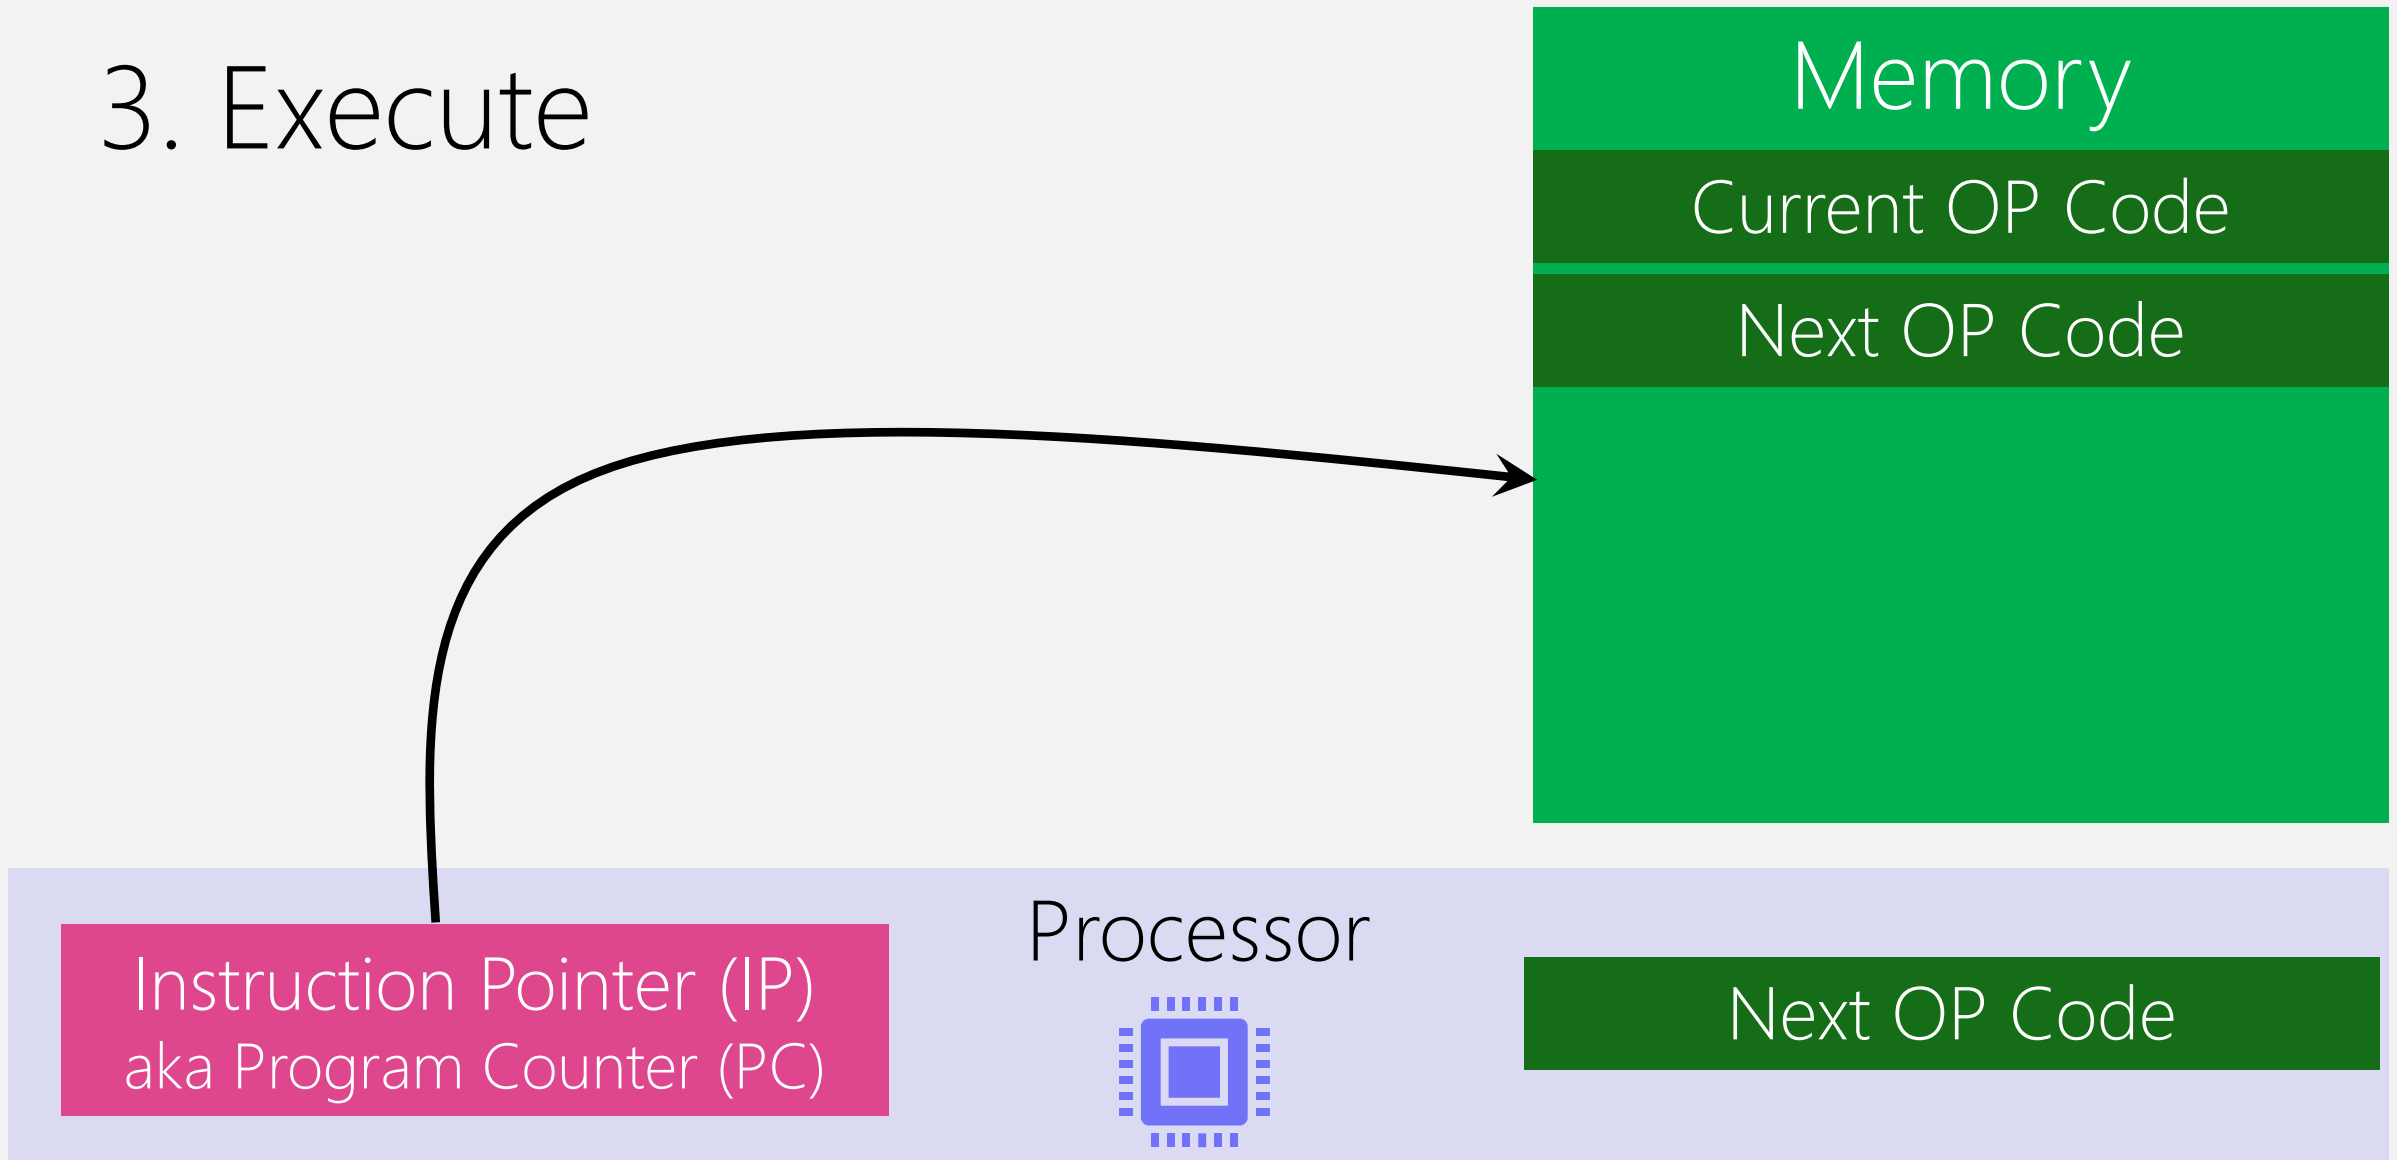 3. Execute
Memory
Current OP Code
Next OP Code
Processor
Instruction Pointer (IP)
aka Program Counter (PC)
Next OP Code